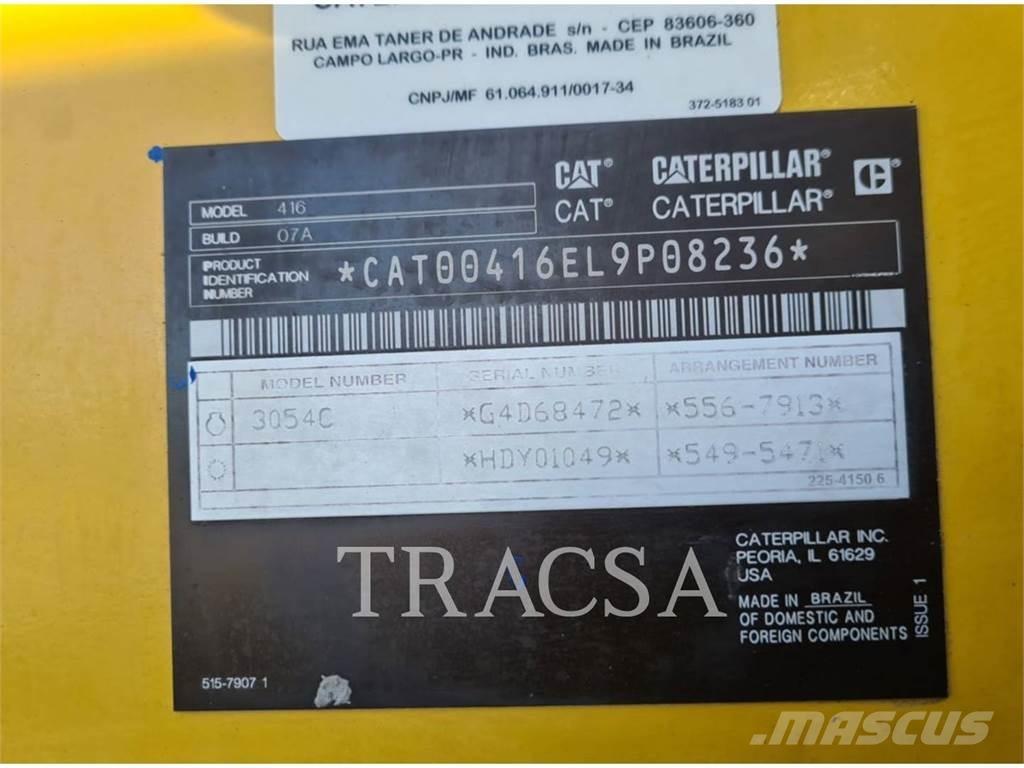 RUA EMA TANER DE ANDRADE s/n - CEP 83606-360
CAMPO LARGO-PR - IND. BRAS. MADE IN BRAZIL
CNPJ/MF 61.064.911/0017-34
372-5183 01
CAT® CATERPILLAR®
CAT® CATERPILLAR®
MODEL 416
BUILD 07A
PRODUCT IDENTIFICATION NUMBER
*CAT00416EL9P08236*
MODEL NUMBER SERIAL NUMBER ARRANGEMENT NUMBER
3054C *G4D68472* *556-7913*
*HDY01049* *549-5471*
225-4150 6
CATERPILLAR INC.
PEORIA, IL 61629
USA
MADE IN BRAZIL
OF DOMESTIC AND
FOREIGN COMPONENTS
ISSUE 1
515-7907 1
TRACSA
MASCUS